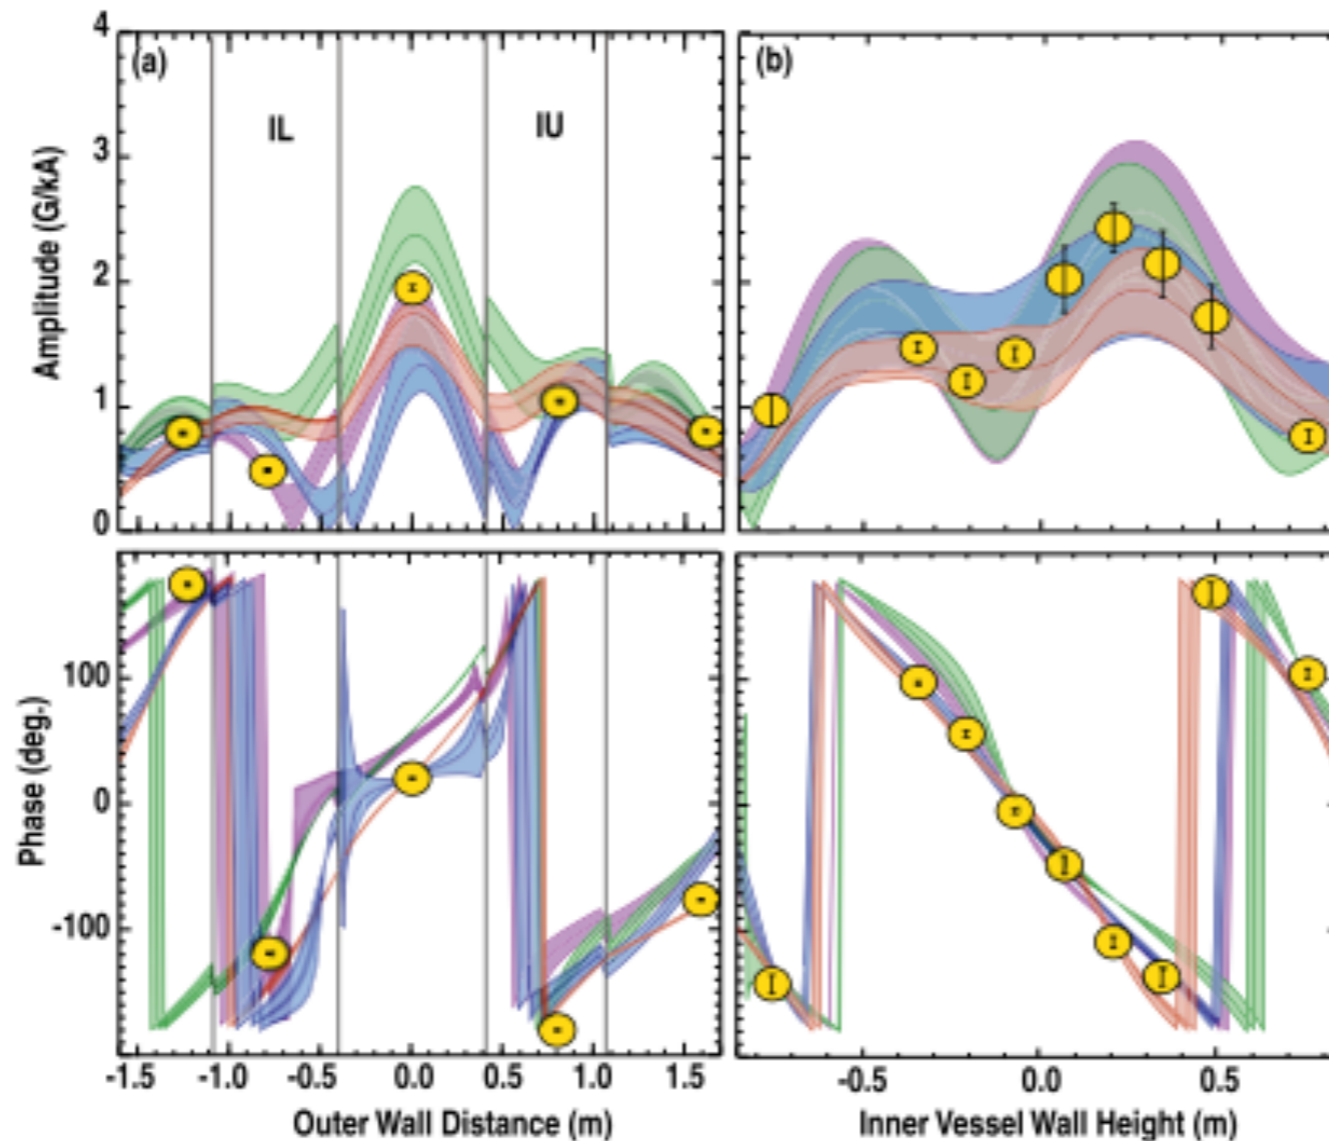 (a)
(b)
IL
IU
4
3
2
1
0
Amplitude (G/kA)
100
0
-100
Phase (deg.)
-1.5 -1.0 -0.5 0.0 0.5 1.0 1.5
-0.5 0.0 0.5
Outer Wall Distance (m)
Inner Vessel Wall Height (m)